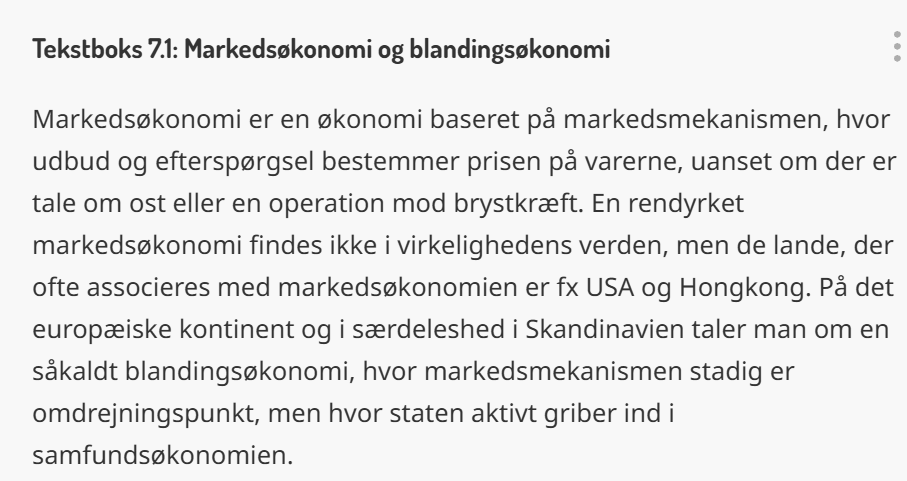 Tekstboks 7.1: Markedsøkonomi og blandingsøkonomi
Markedsøkonomi er en økonomi baseret på markedsmekanismen, hvor
udbud og efterspørgsel bestemmer prisen på varerne, uanset om der er
tale om ost eller en operation mod brystkræft. En rendyrket
markedsøkonomi findes ikke i virkelighedens verden, men de lande, der
ofte associeres med markedsøkonomien er fx USA og Hongkong. På det
europæiske kontinent og i særdeleshed i Skandinavien taler man om en
såkaldt blandingsøkonomi, hvor markedsmekanismen stadig er
omdrejningspunkt, men hvor staten aktivt griber ind i
samfundsøkonomien.